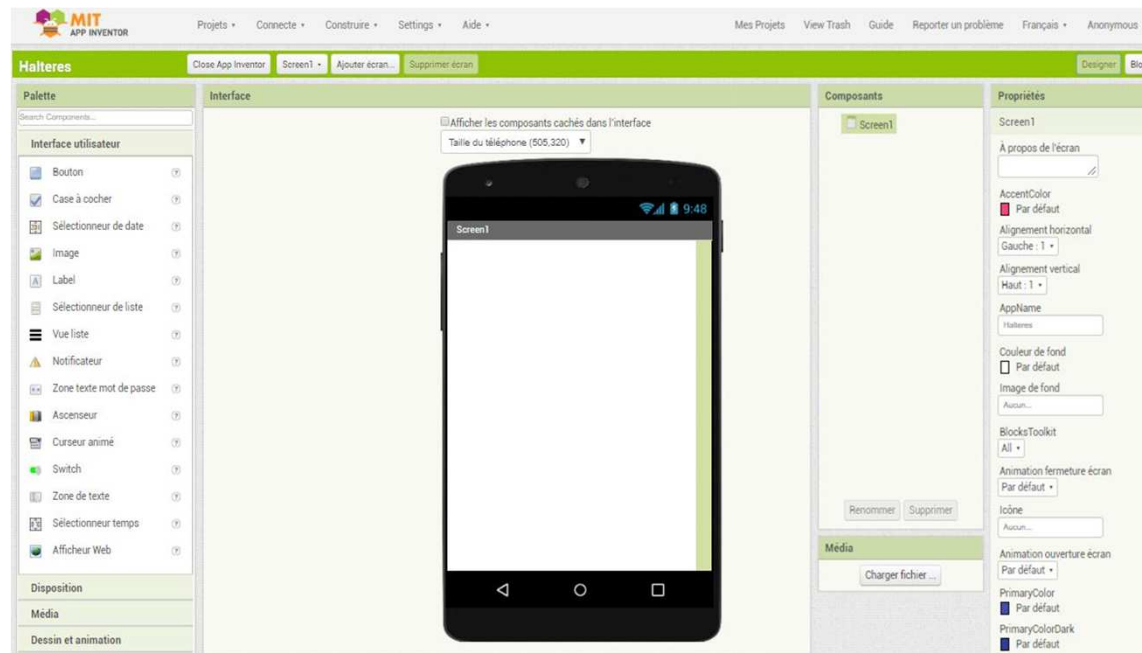 MIT
APP INVENTOR
Projets Connecte Construire Settings Aide
Mes Projets View Trash Guide Reporter un problème Français Anonymous
Halteres
Close App Inventor Screen1 Ajouter écran... Supprimer écran
Designer Blo
Palette
Search Components...
Interface utilisateur
Bouton
Case à cocher
Sélectionneur de date
Image
Label
Sélectionneur de liste
Vue liste
Notificateur
Zone texte mot de passe
Ascenseur
Curseur animé
Switch
Zone de texte
Sélectionneur temps
Afficheur Web
Disposition
Média
Dessin et animation
Interface
Afficher les composants cachés dans l'interface
Taille du téléphone (505,320)
9:48
Screen1
Composants
Screen1
Renommer Supprimer
Média
Charger fichier ...
Propriétés
Screen1
À propos de l'écran
AccentColor
Par défaut
Alignement horizontal
Gauche : 1
Alignement vertical
Haut : 1
AppName
Halteres
Couleur de fond
Par défaut
Image de fond
Aucun...
BlocksToolkit
All
Animation fermeture écran
Par défaut
Icône
Aucun...
Animation ouverture écran
Par défaut
PrimaryColor
Par défaut
PrimaryColorDark
Par défaut